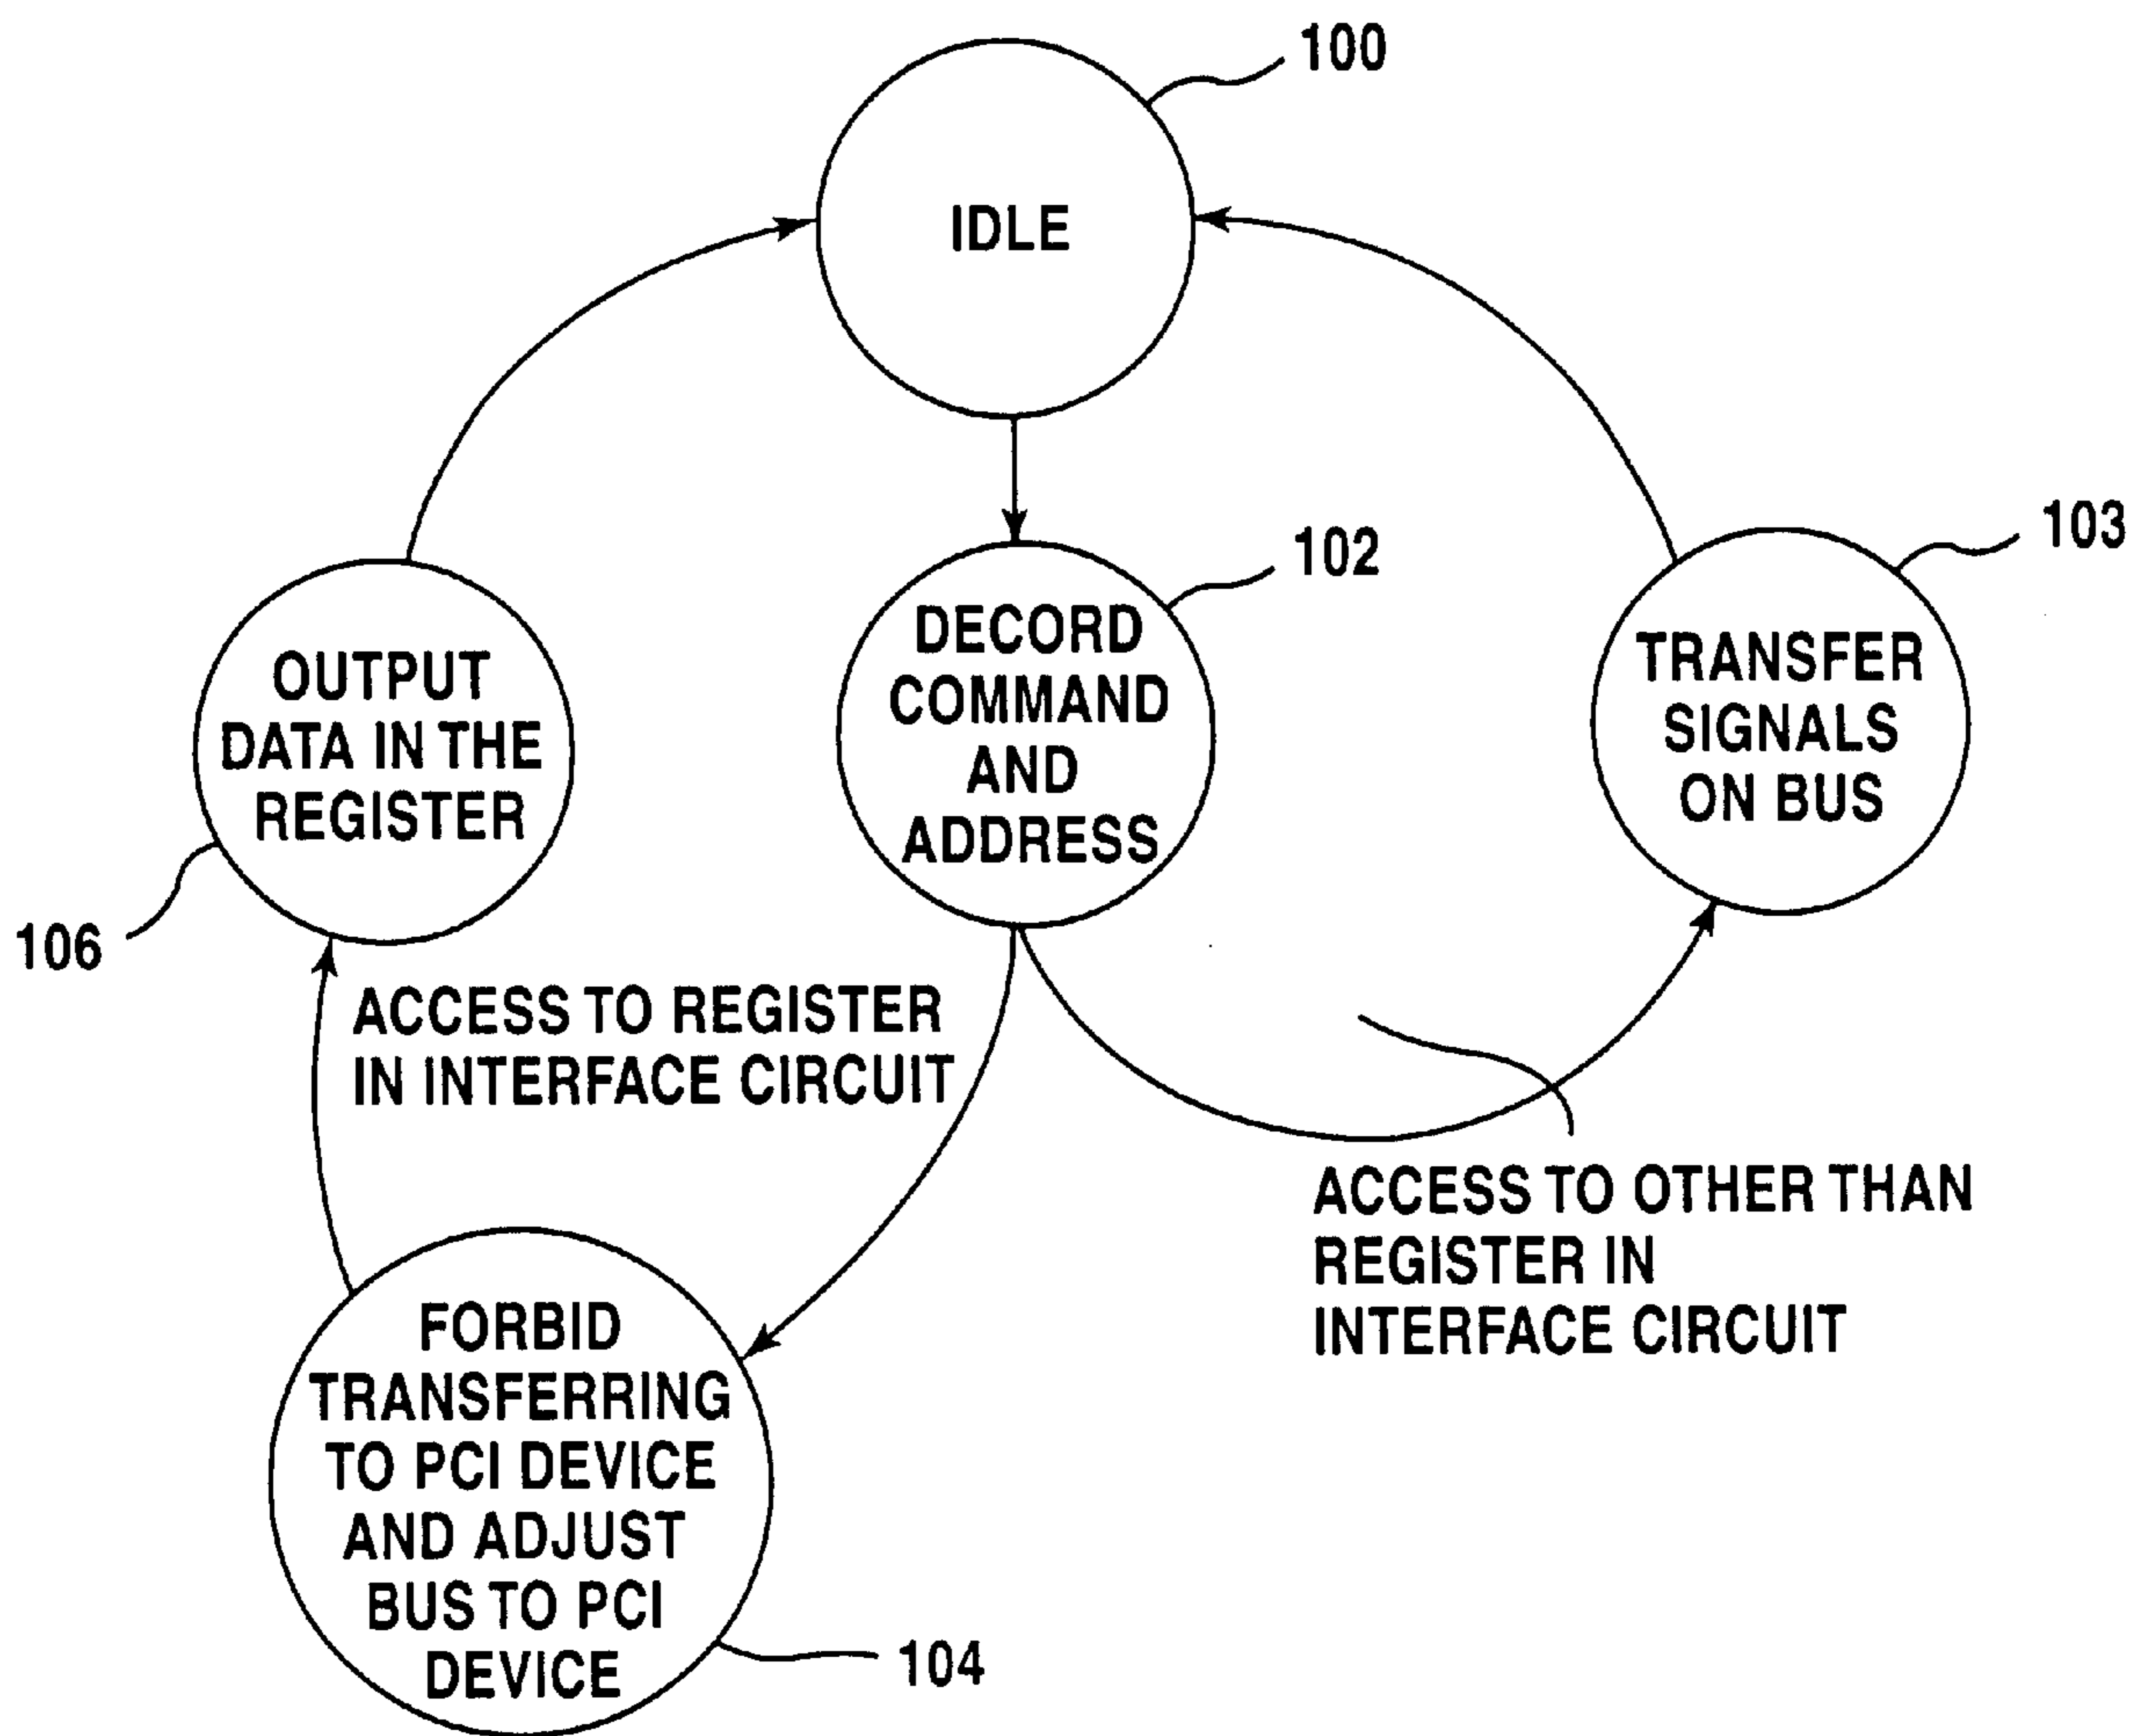 100
IDLE
102
103
DECORD
COMMAND
AND
ADDRESS
TRANSFER
SIGNALS
ON BUS
OUTPUT
DATA IN THE
REGISTER
106
ACCESS TO REGISTER
IN INTERFACE CIRCUIT
ACCESS TO OTHER THAN
REGISTER IN
INTERFACE CIRCUIT
FORBID
TRANSFERRING
TO PCI DEVICE
AND ADJUST
BUS TO PCI
DEVICE
104